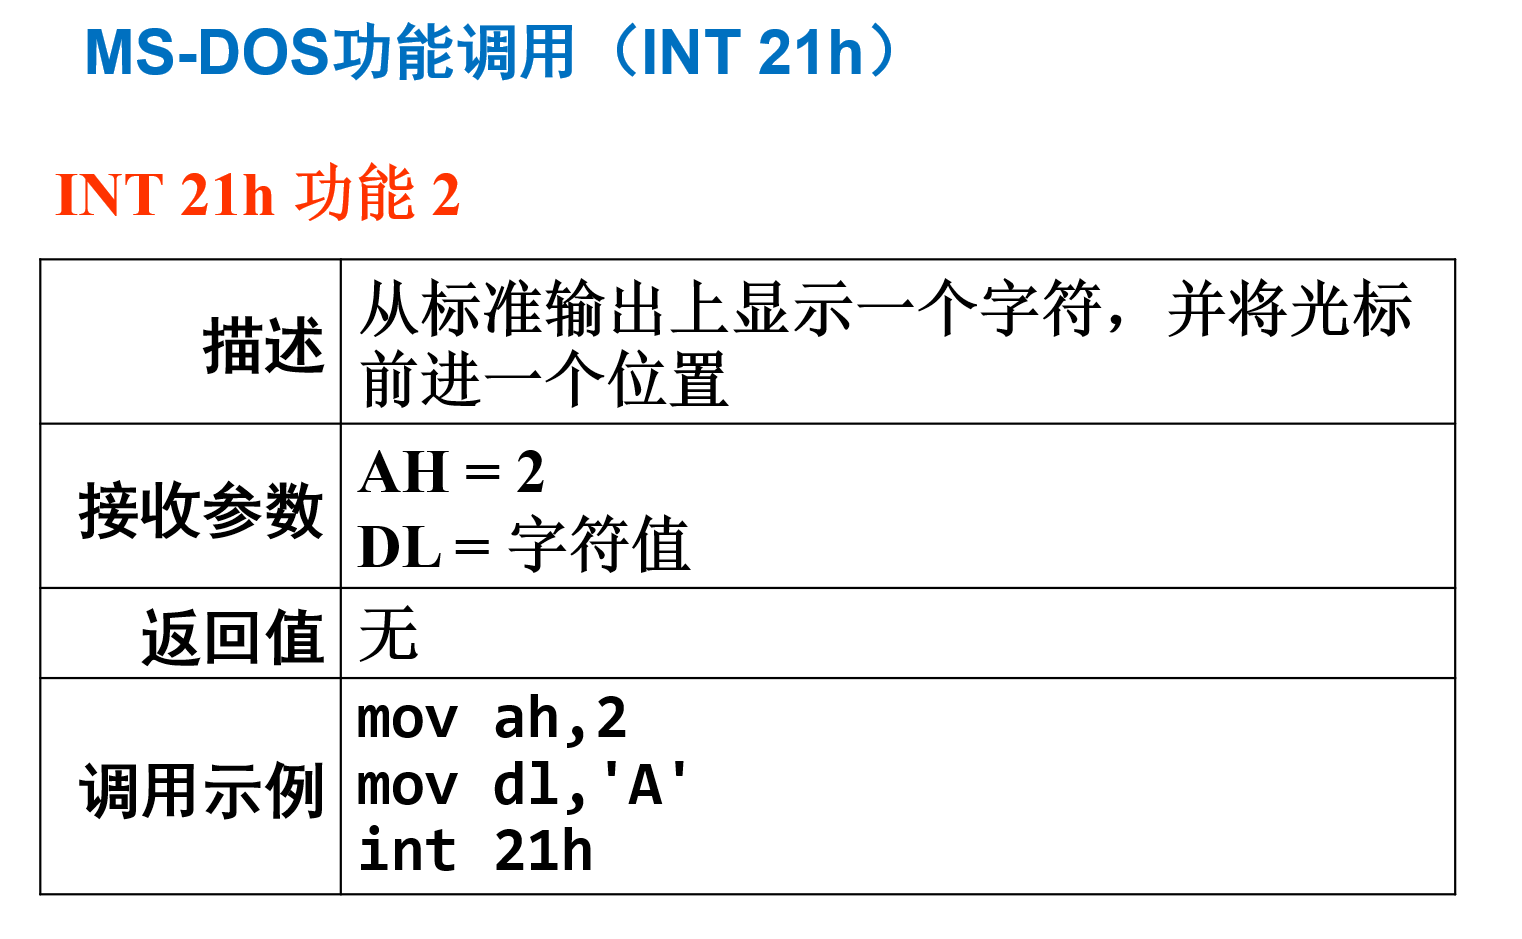 MS-DOS功能调用（INT 21h）
INT 21h 功能 2
描述
从标准输出上显示一个字符，并将光标
前进一个位置
接收参数
AH = 2
DL = 字符值
返回值
无
调用示例
mov ah,2
mov dl,'A'
int 21h